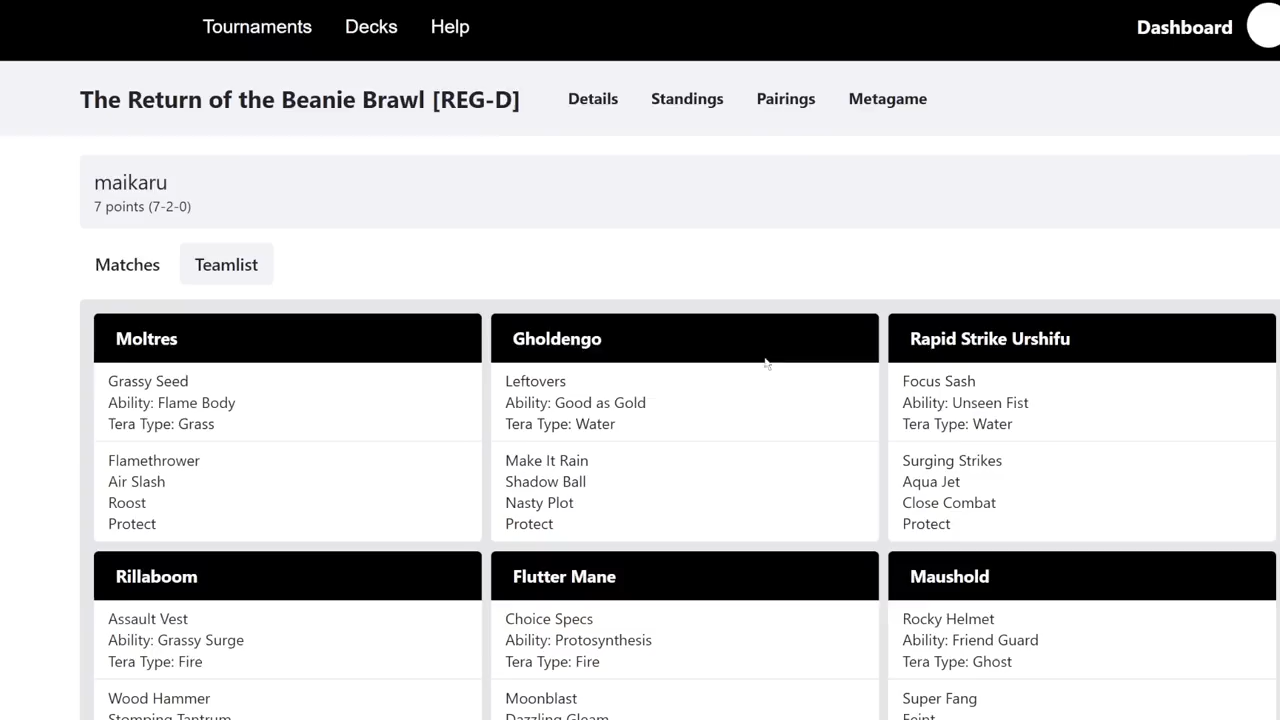 Tournaments Decks Help Dashboard
The Return of the Beanie Brawl [REG-D] Details Standings Pairings Metagame
maikaru
7 points (7-2-0)
Matches Teamlist
Moltres
Grassy Seed
Ability: Flame Body
Tera Type: Grass
Flamethrower
Air Slash
Roost
Protect
Gholdengo
Leftovers
Ability: Good as Gold
Tera Type: Water
Make It Rain
Shadow Ball
Nasty Plot
Protect
Rapid Strike Urshifu
Focus Sash
Ability: Unseen Fist
Tera Type: Water
Surging Strikes
Aqua Jet
Close Combat
Protect
Rillaboom
Assault Vest
Ability: Grassy Surge
Tera Type: Fire
Wood Hammer
Stomping Tantrum
Flutter Mane
Choice Specs
Ability: Protosynthesis
Tera Type: Fire
Moonblast
Dazzling Gleam
Maushold
Rocky Helmet
Ability: Friend Guard
Tera Type: Ghost
Super Fang
Feint